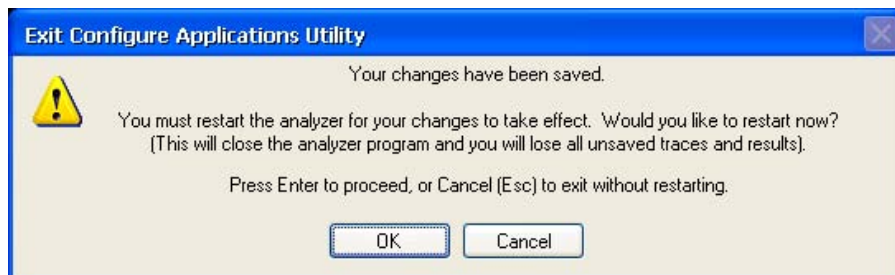 Exit Configure Applications Utility
Your changes have been saved.
You must restart the analyzer for your changes to take effect. Would you like to restart now?
(This will close the analyzer program and you will lose all unsaved traces and results).
Press Enter to proceed, or Cancel (Esc) to exit without restarting.
OK
Cancel